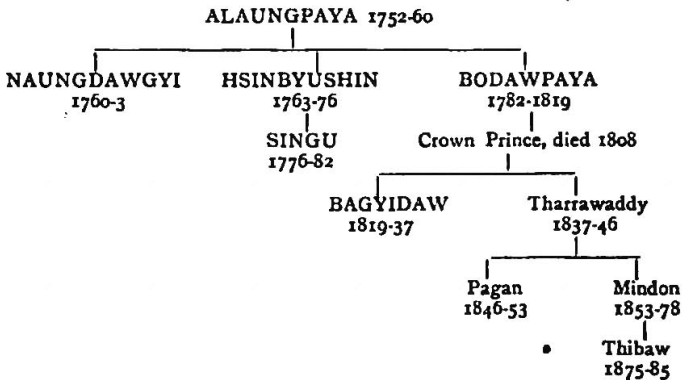 ALAUNGPAYA 1752-60
NAUNGDAWGYI HSINBYUSHIN BODAWPAYA
1760-3 1763-76 1782-1819
SINGU Crown Prince, died 1808
1776-82
BAGYIDAW Tharrawaddy
1819-37 1837-46
Pagan Mindon
1846-53 1853-78
Thibaw
1875-85